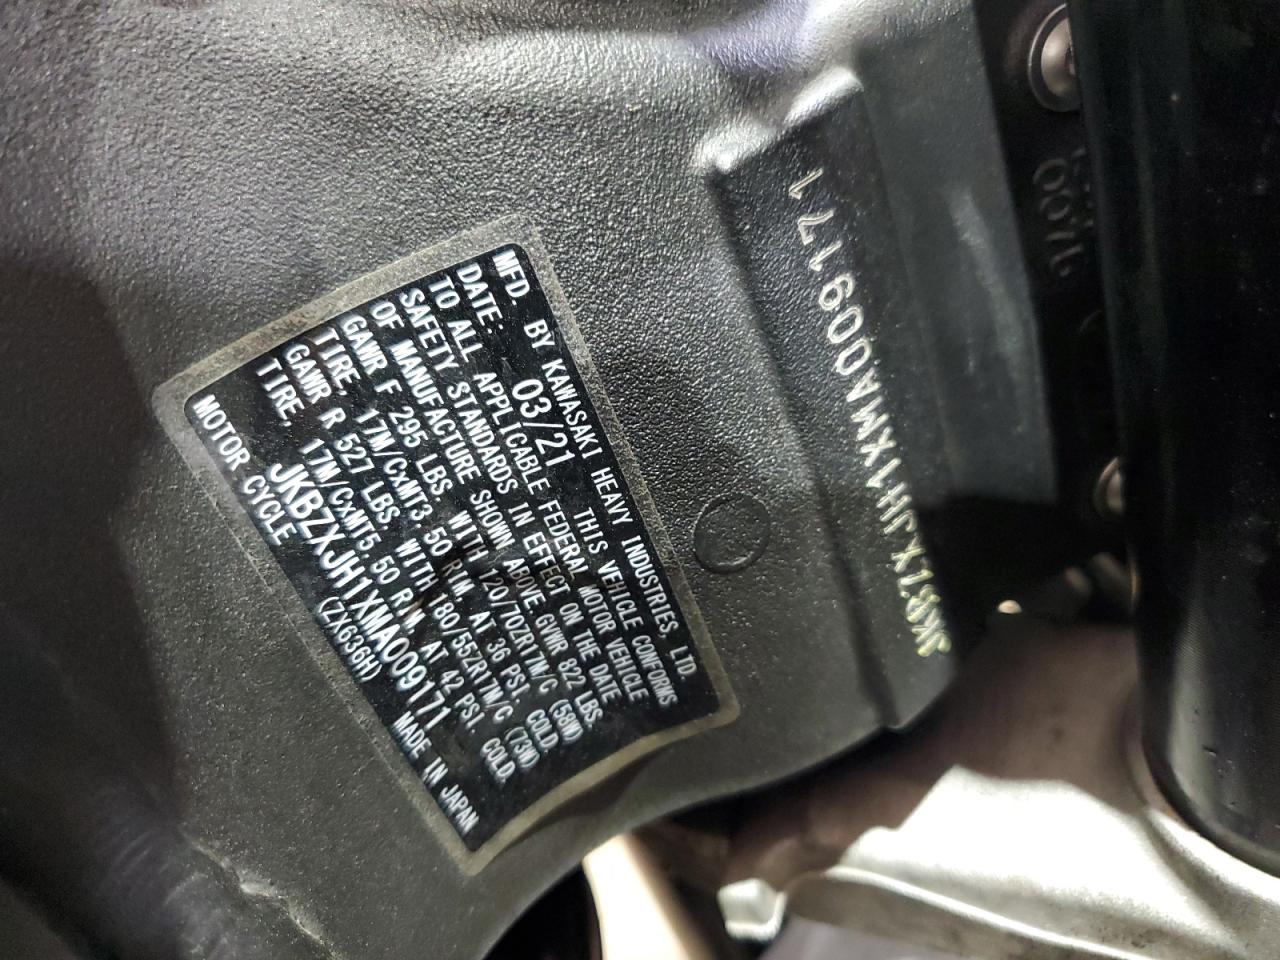 MFD. BY KAWASAKI HEAVY INDUSTRIES, LTD.
DATE: 03/21 THIS VEHICLE CONFORMS
TO ALL APPLICABLE FEDERAL MOTOR VEHICLE
SAFETY STANDARDS IN EFFECT ON THE DATE
OF MANUFACTURE SHOWN ABOVE GVWR 822 LBS.
GAWR F 295 LBS. WITH 120/70ZR17M/C (58W)
TIRE, 17M/CxMT3.50 RIM. AT 36 PSI. COLD.
GAWR R 527 LBS. WITH 180/55ZR17M/C (73W)
TIRE, 17M/CxMT5.50 RIM. AT 42 PSI. COLD.
JKBZXJH1XMA009171
MOTOR CYCLE (ZX636H) MADE IN JAPAN
JKBZXJH1XMA009171